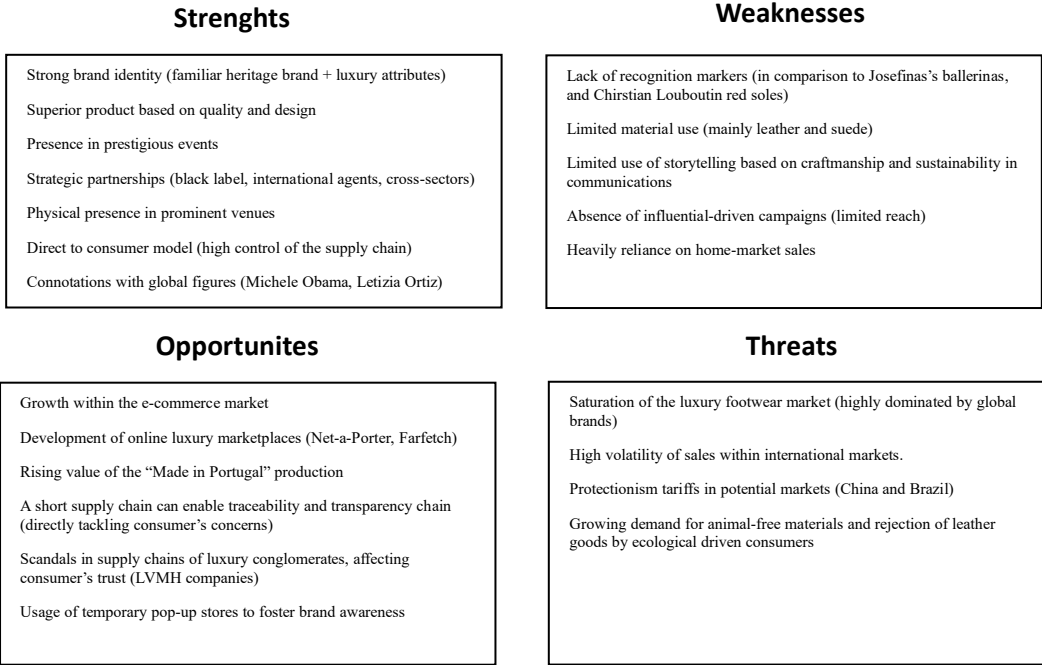 Strenghts
Strong brand identity (familiar heritage brand + luxury attributes)
Superior product based on quality and design
Presence in prestigious events
Strategic partnerships (black label, international agents, cross-sectors)
Physical presence in prominent venues
Direct to consumer model (high control of the supply chain)
Connotations with global figures (Michele Obama, Letizia Ortiz)
Weaknesses
Lack of recognition markers (in comparison to Josefinas’s ballerinas,
and Chirstian Louboutin red soles)
Limited material use (mainly leather and suede)
Limited use of storytelling based on craftmanship and sustainability in
communications
Absence of influential-driven campaigns (limited reach)
Heavily reliance on home-market sales
Opportunites
Growth within the e-commerce market
Development of online luxury marketplaces (Net-a-Porter, Farfetch)
Rising value of the “Made in Portugal” production
A short supply chain can enable traceability and transparency chain
(directly tackling consumer’s concerns)
Scandals in supply chains of luxury conglomerates, affecting
consumer’s trust (LVMH companies)
Usage of temporary pop-up stores to foster brand awareness
Threats
Saturation of the luxury footwear market (highly dominated by global
brands)
High volatility of sales within international markets.
Protectionism tariffs in potential markets (China and Brazil)
Growing demand for animal-free materials and rejection of leather
goods by ecological driven consumers